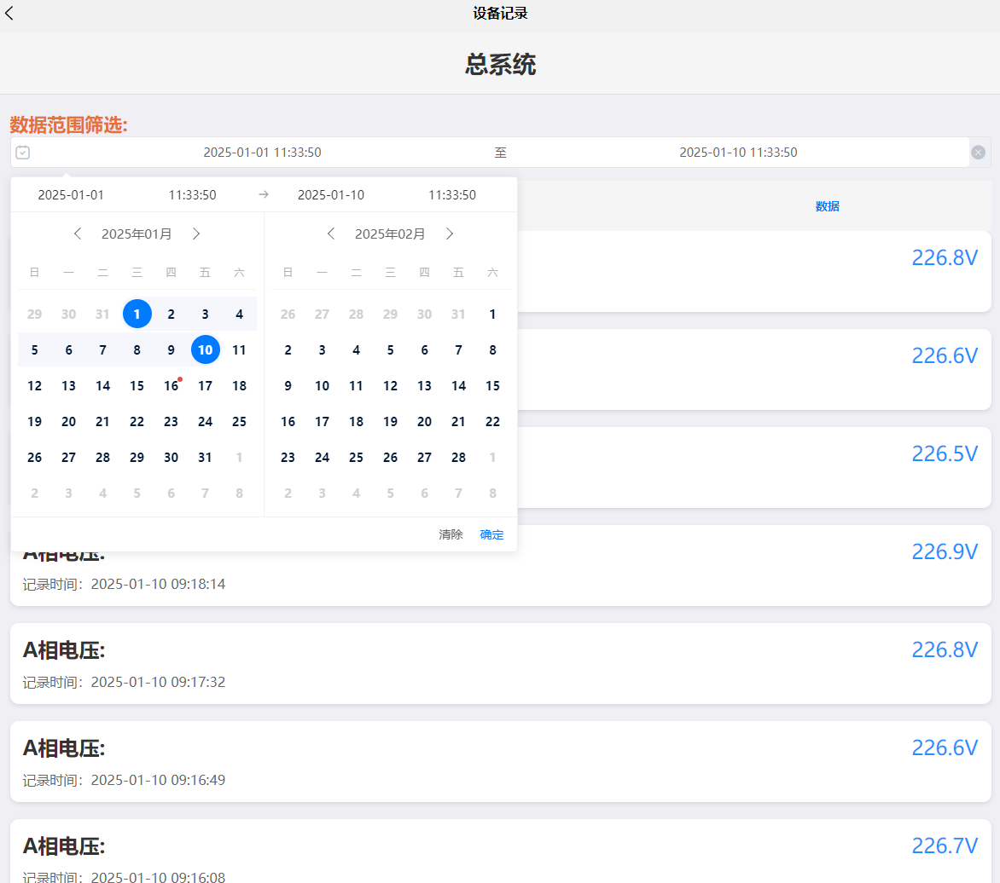 设备记录
总系统
数据范围筛选:
2025-01-01 11:33:50 至 2025-01-10 11:33:50
2025-01-01 11:33:50 → 2025-01-10 11:33:50
数据
2025年01月
日 一 二 三 四 五 六
29 30 31 1 2 3 4
5 6 7 8 9 10 11
12 13 14 15 16 17 18
19 20 21 22 23 24 25
26 27 28 29 30 31 1
2 3 4 5 6 7 8
2025年02月
日 一 二 三 四 五 六
26 27 28 29 30 31 1
2 3 4 5 6 7 8
9 10 11 12 13 14 15
16 17 18 19 20 21 22
23 24 25 26 27 28 1
2 3 4 5 6 7 8
清除 确定
226.8V
226.6V
226.5V
A相电压: 226.9V
记录时间：2025-01-10 09:18:14
A相电压: 226.8V
记录时间：2025-01-10 09:17:32
A相电压: 226.6V
记录时间：2025-01-10 09:16:49
A相电压: 226.7V
记录时间：2025-01-10 09:16:08